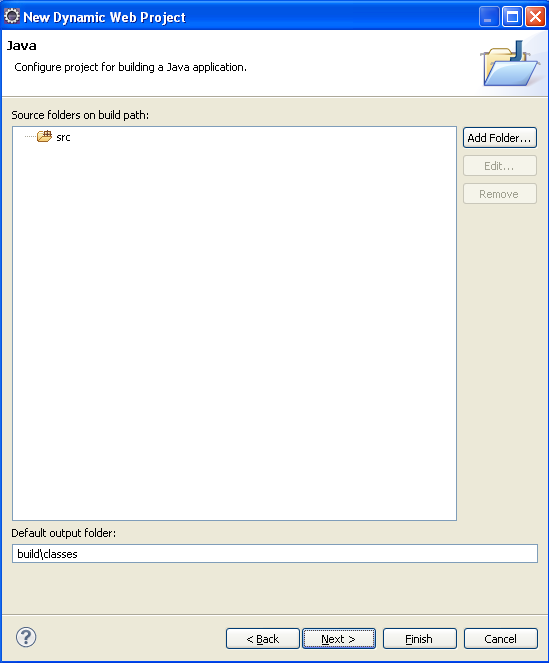 New Dynamic Web Project
Java
Configure project for building a Java application.
Source folders on build path:
src
Add Folder...
Edit...
Remove
Default output folder:
build\classes
?
< Back
Next >
Finish
Cancel